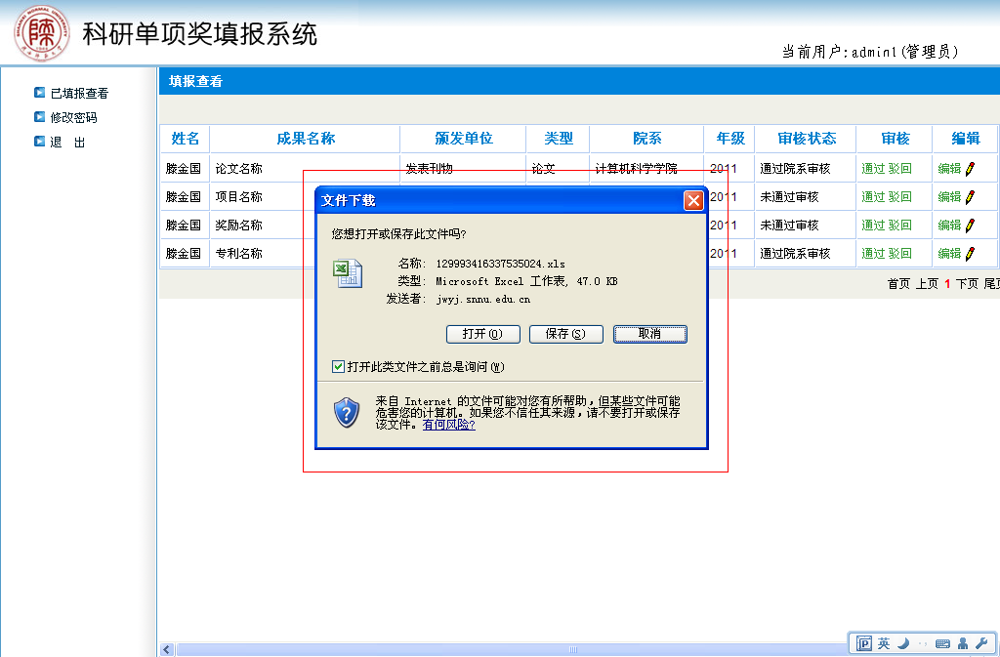 科研单项奖填报系统
当前用户:admin1(管理员)
已填报查看
修改密码
退 出
填报查看
姓名 成果名称 颁发单位 类型 院系 年级 审核状态 审核 编辑
滕金国 论文名称 发表刊物 论文 计算机科学学院 2011 通过院系审核 通过 驳回 编辑
滕金国 项目名称 2011 未通过审核 通过 驳回 编辑
滕金国 奖励名称 2011 未通过审核 通过 驳回 编辑
滕金国 专利名称 2011 通过院系审核 通过 驳回 编辑
首页 上页 1 下页 尾页
文件下载
您想打开或保存此文件吗?
名称: 129993416337535024.xls
类型: Microsoft Excel 工作表, 47.0 KB
发送者: jwyj.snnu.edu.cn
打开(O) 保存(S) 取消
打开此类文件之前总是询问(W)
来自 Internet 的文件可能对您有所帮助,但某些文件可能
危害您的计算机。如果您不信任其来源,请不要打开或保存
该文件。有何风险?
英